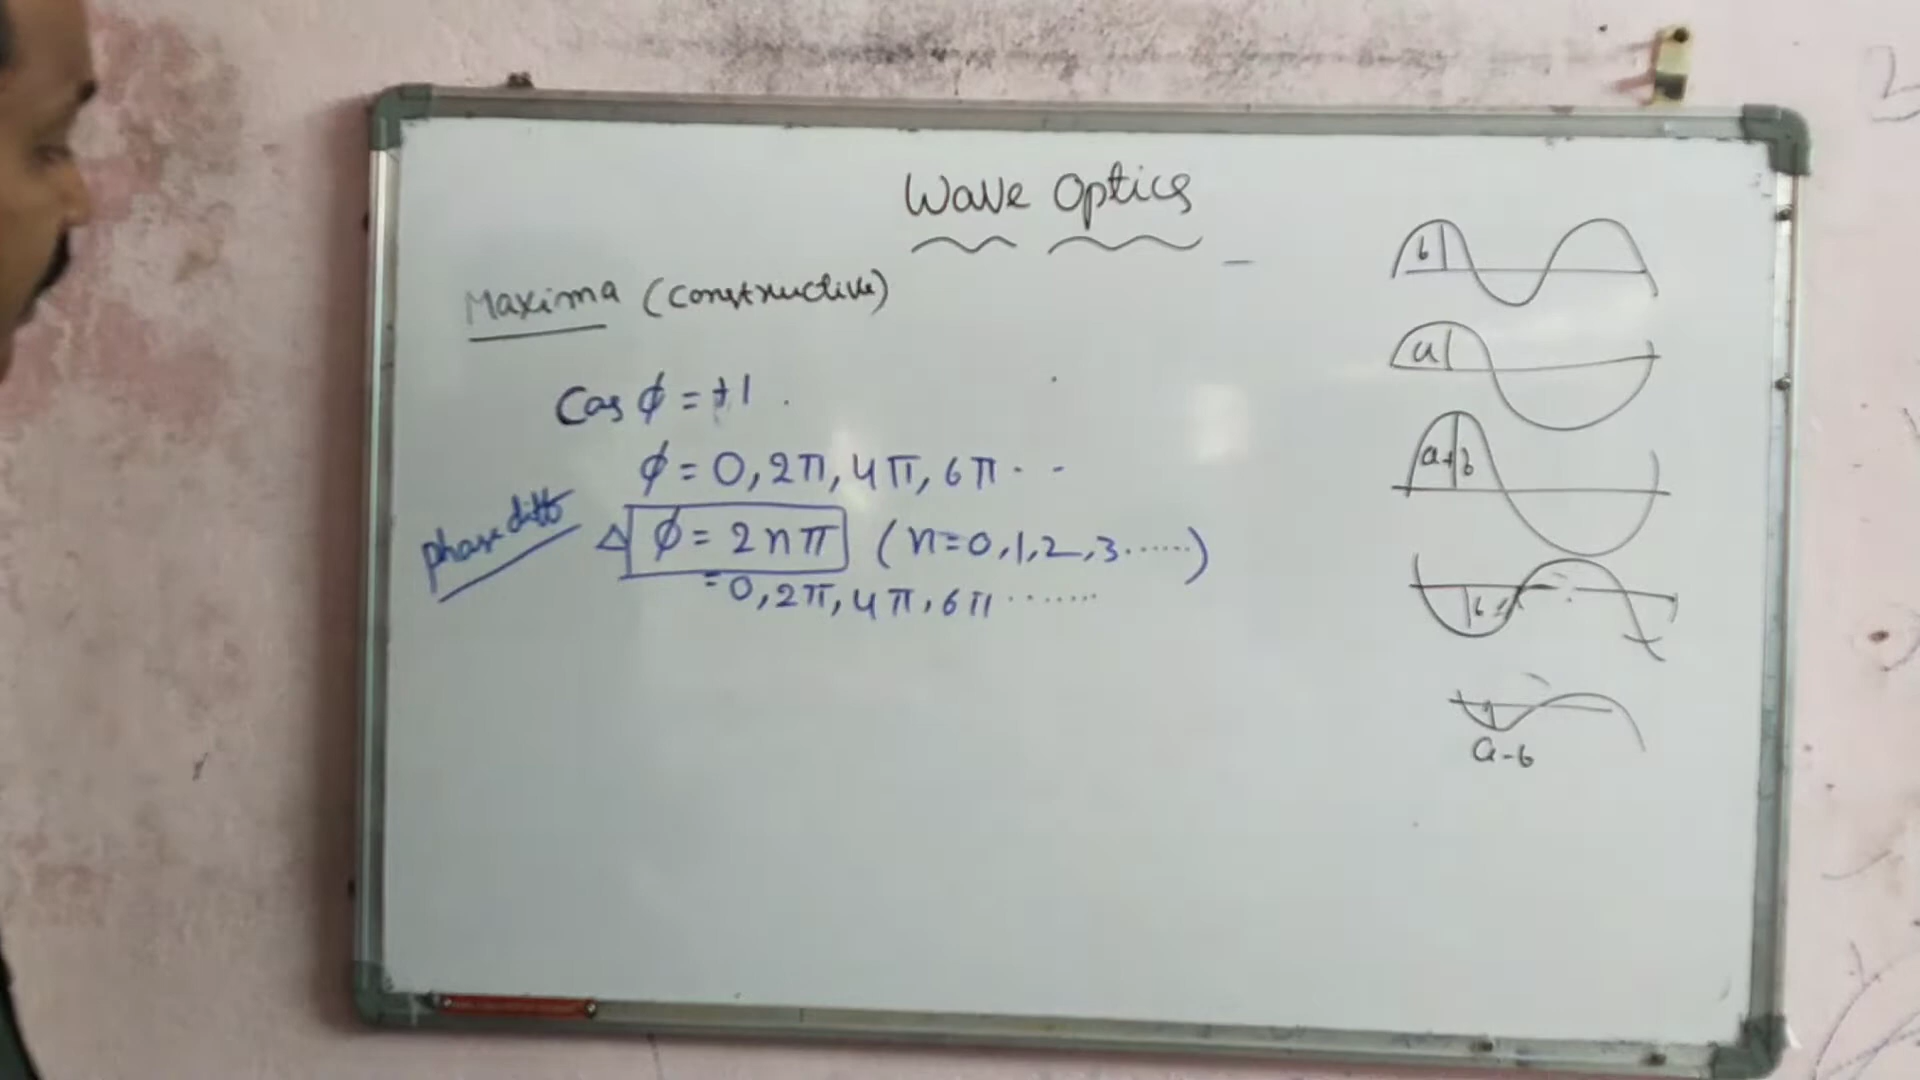 Wave Optics
Maxima (Constructive)
Cos ϕ = +1 .
ϕ = 0, 2π, 4π, 6π . .
phase diff
Δ ϕ = 2nπ (n=0,1,2,3......)
= 0, 2π, 4π, 6π .......
b
a
a+b
b
a-b